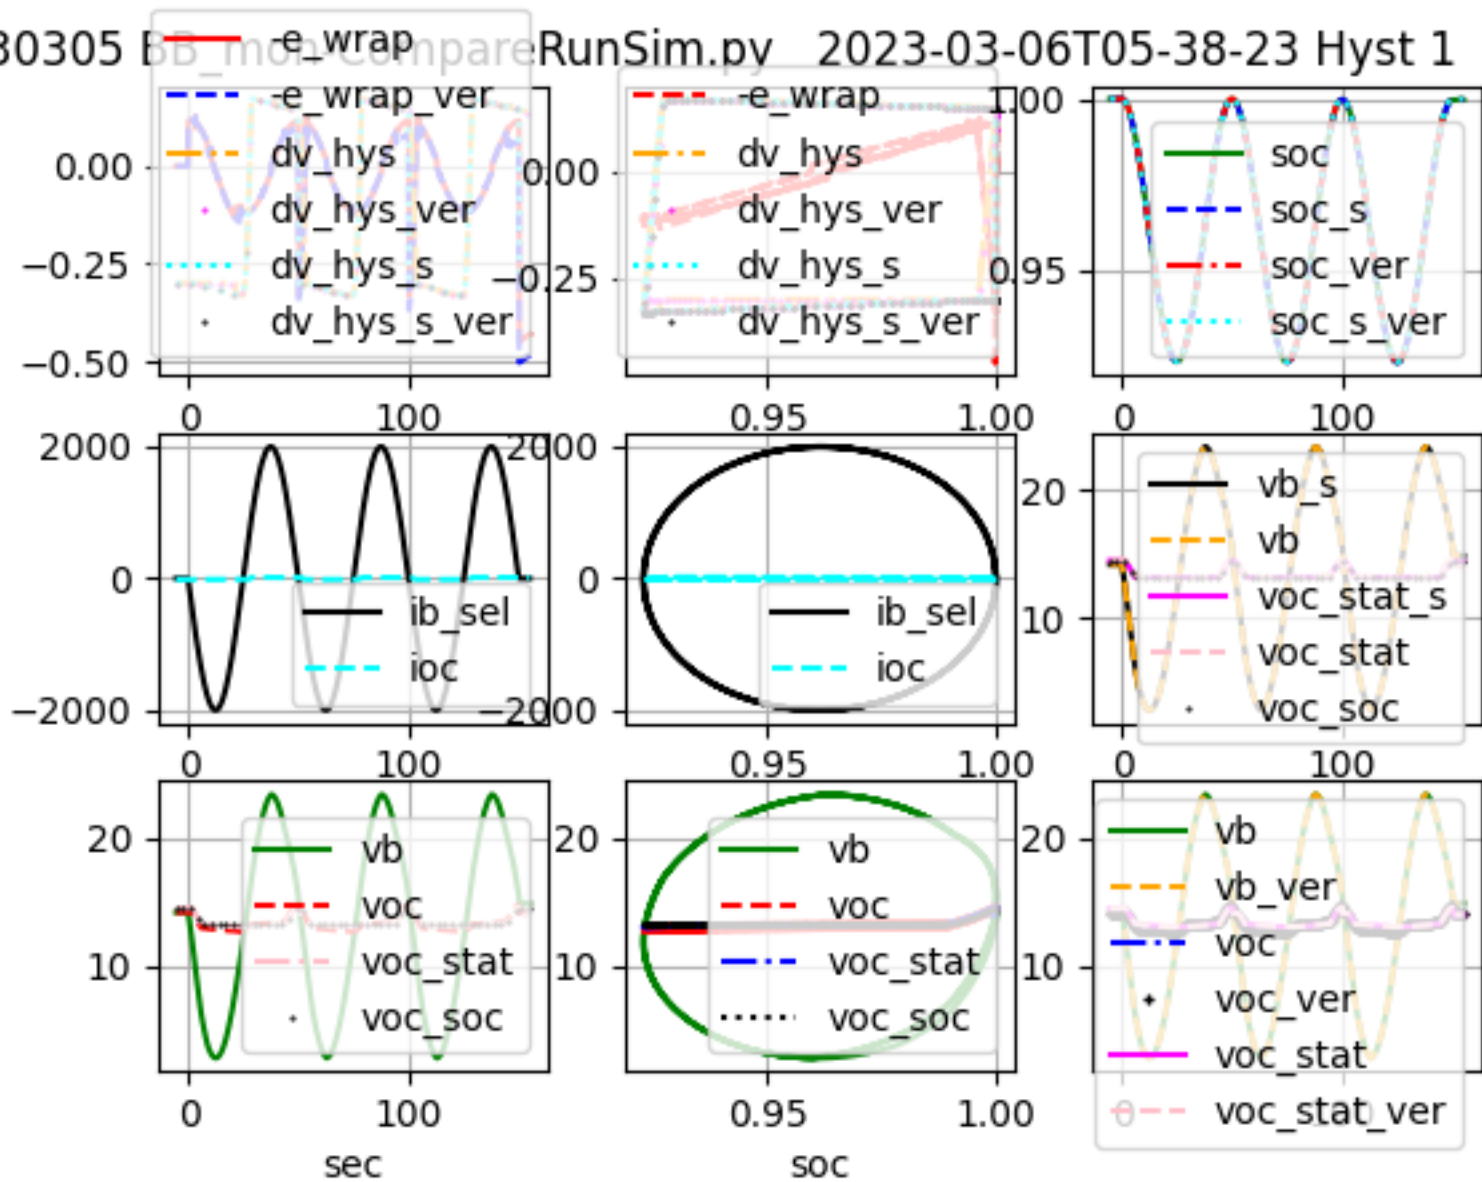 30305 BB_mon CompareRunSim.py 2023-03-06T05-38-23 Hyst 1
-e_wrap
-e_wrap_ver
dv_hys
dv_hys_ver
dv_hys_s
dv_hys_s_ver
0.00
−0.25
−0.50
0
100
-e_wrap
dv_hys
dv_hys_ver
dv_hys_s
dv_hys_s_ver
0.00
−0.25
0.95
1.00
soc
soc_s
soc_ver
soc_s_ver
1.00
0.95
0
100
2000
0
−2000
ib_sel
ioc
0
100
2000
0
−2000
ib_sel
ioc
0.95
1.00
20
10
vb_s
vb
voc_stat_s
voc_stat
voc_soc
0
100
20
10
vb
voc
voc_stat
voc_soc
0
100
sec
20
10
vb
voc
voc_stat
voc_soc
0.95
1.00
soc
20
10
vb
vb_ver
voc
voc_ver
voc_stat
voc_stat_ver
0